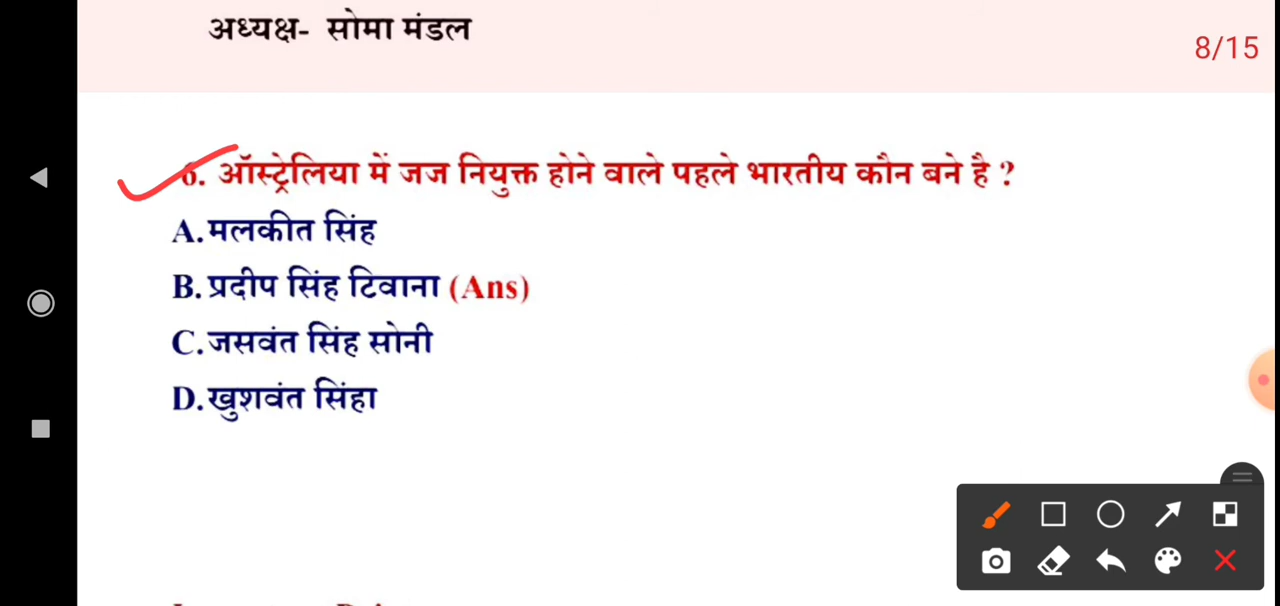 अध्यक्ष- सोमा मंडल
8/15
6. ऑस्ट्रेलिया में जज नियुक्त होने वाले पहले भारतीय कौन बने है ?
A.मलकीत सिंह
B.प्रदीप सिंह टिवाना (Ans)
C.जसवंत सिंह सोनी
D.खुशवंत सिंहा